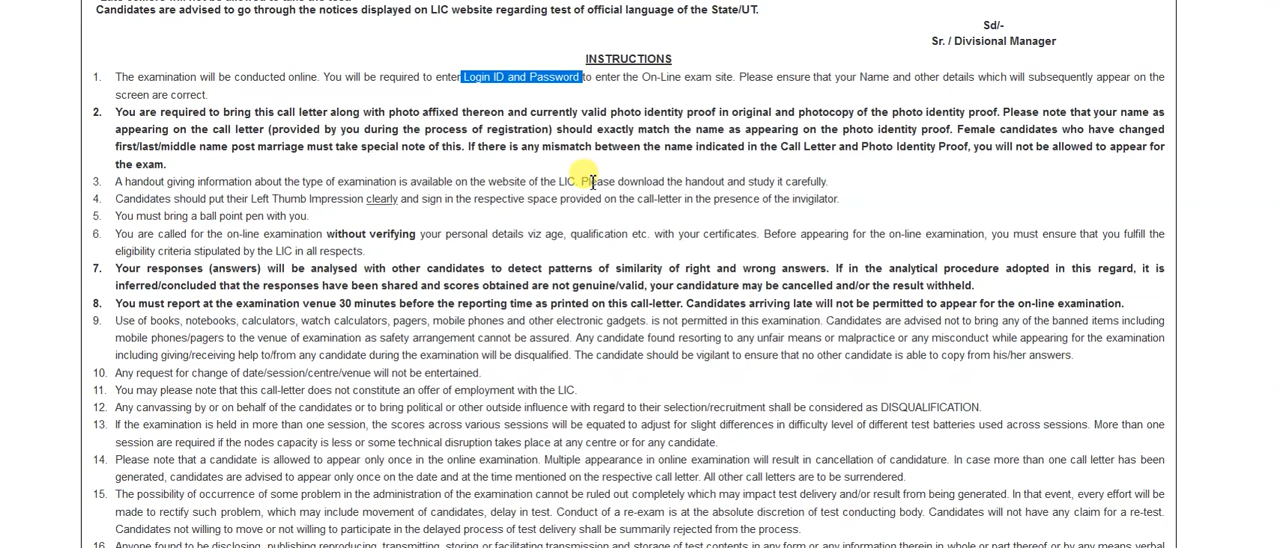 Candidates are advised to go through the notices displayed on LIC website regarding test of official language of the State/UT.
Sd/-
Sr. / Divisional Manager
INSTRUCTIONS
1. The examination will be conducted online. You will be required to enter Login ID and Password to enter the On-Line exam site. Please ensure that your Name and other details which will subsequently appear on the
screen are correct.
2. You are required to bring this call letter along with photo affixed thereon and currently valid photo identity proof in original and photocopy of the photo identity proof. Please note that your name as
appearing on the call letter (provided by you during the process of registration) should exactly match the name as appearing on the photo identity proof. Female candidates who have changed
first/last/middle name post marriage must take special note of this. If there is any mismatch between the name indicated in the Call Letter and Photo Identity Proof, you will not be allowed to appear for
the exam.
3. A handout giving information about the type of examination is available on the website of the LIC. Please download the handout and study it carefully.
4. Candidates should put their Left Thumb Impression clearly and sign in the respective space provided on the call-letter in the presence of the invigilator.
5. You must bring a ball point pen with you.
6. You are called for the on-line examination without verifying your personal details viz age, qualification etc. with your certificates. Before appearing for the on-line examination, you must ensure that you fulfill the
eligibility criteria stipulated by the LIC in all respects.
7. Your responses (answers) will be analysed with other candidates to detect patterns of similarity of right and wrong answers. If in the analytical procedure adopted in this regard, it is
inferred/concluded that the responses have been shared and scores obtained are not genuine/valid, your candidature may be cancelled and/or the result withheld.
8. You must report at the examination venue 30 minutes before the reporting time as printed on this call-letter. Candidates arriving late will not be permitted to appear for the on-line examination.
9. Use of books, notebooks, calculators, watch calculators, pagers, mobile phones and other electronic gadgets. is not permitted in this examination. Candidates are advised not to bring any of the banned items including
mobile phones/pagers to the venue of examination as safety arrangement cannot be assured. Any candidate found resorting to any unfair means or malpractice or any misconduct while appearing for the examination
including giving/receiving help to/from any candidate during the examination will be disqualified. The candidate should be vigilant to ensure that no other candidate is able to copy from his/her answers.
10. Any request for change of date/session/centre/venue will not be entertained.
11. You may please note that this call-letter does not constitute an offer of employment with the LIC.
12. Any canvassing by or on behalf of the candidates or to bring political or other outside influence with regard to their selection/recruitment shall be considered as DISQUALIFICATION.
13. If the examination is held in more than one session, the scores across various sessions will be equated to adjust for slight differences in difficulty level of different test batteries used across sessions. More than one
session are required if the nodes capacity is less or some technical disruption takes place at any centre or for any candidate.
14. Please note that a candidate is allowed to appear only once in the online examination. Multiple appearance in online examination will result in cancellation of candidature. In case more than one call letter has been
generated, candidates are advised to appear only once on the date and at the time mentioned on the respective call letter. All other call letters are to be surrendered.
15. The possibility of occurrence of some problem in the administration of the examination cannot be ruled out completely which may impact test delivery and/or result from being generated. In that event, every effort will be
made to rectify such problem, which may include movement of candidates, delay in test. Conduct of a re-exam is at the absolute discretion of test conducting body. Candidates will not have any claim for a re-test.
Candidates not willing to move or not willing to participate in the delayed process of test delivery shall be summarily rejected from the process.
16. Anyone found to be disclosing, publishing reproducing, transmitting, storing or facilitating transmission and storage of test contents in any form or any information therein in whole or part thereof or by any means verbal